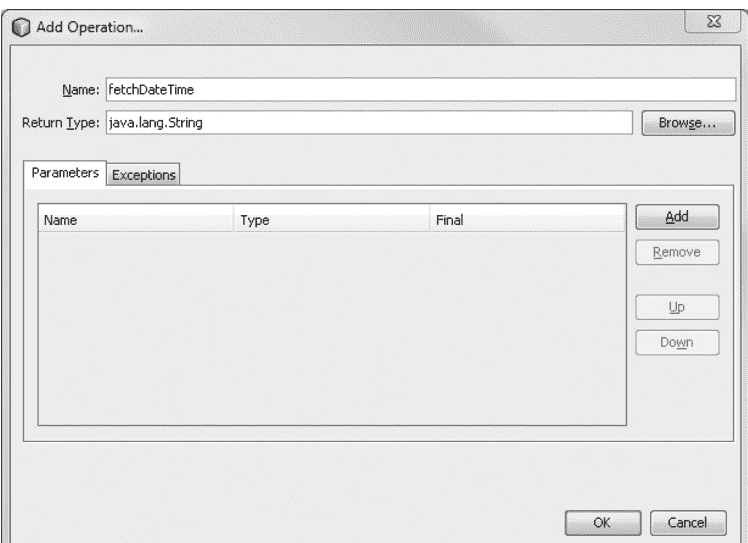 Add Operation...
Name: fetchDateTime
Return Type: java.lang.String Browse...
Parameters Exceptions
Name Type Final Add
Remove
Up
Down
OK Cancel